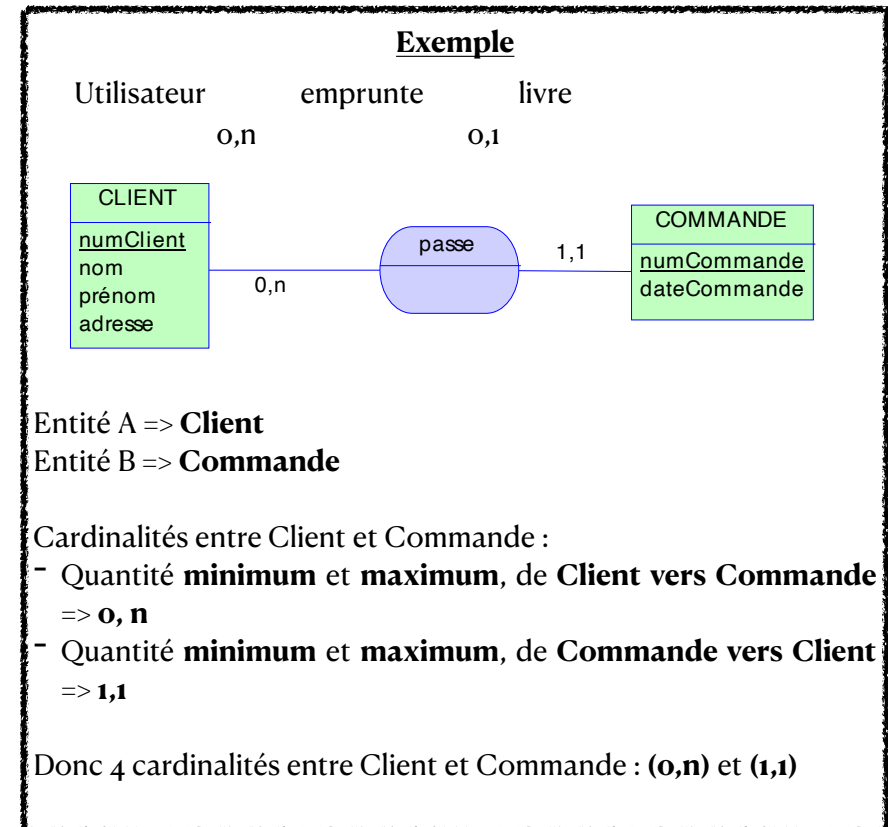 Exemple
Utilisateur emprunte livre
0,n 0,1
CLIENT
numClient
nom
prénom
adresse
0,n
passe
1,1
COMMANDE
numCommande
dateCommande
Entité A => Client
Entité B => Commande
Cardinalités entre Client et Commande :
- Quantité minimum et maximum, de Client vers Commande
=> 0, n
- Quantité minimum et maximum, de Commande vers Client
=> 1,1
Donc 4 cardinalités entre Client et Commande : (0,n) et (1,1)